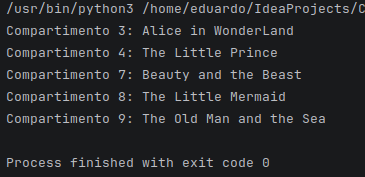 /usr/bin/python3 /home/eduardo/IdeaProjects/C
Compartimento 3: Alice in WonderLand
Compartimento 4: The Little Prince
Compartimento 7: Beauty and the Beast
Compartimento 8: The Little Mermaid
Compartimento 9: The Old Man and the Sea
Process finished with exit code 0